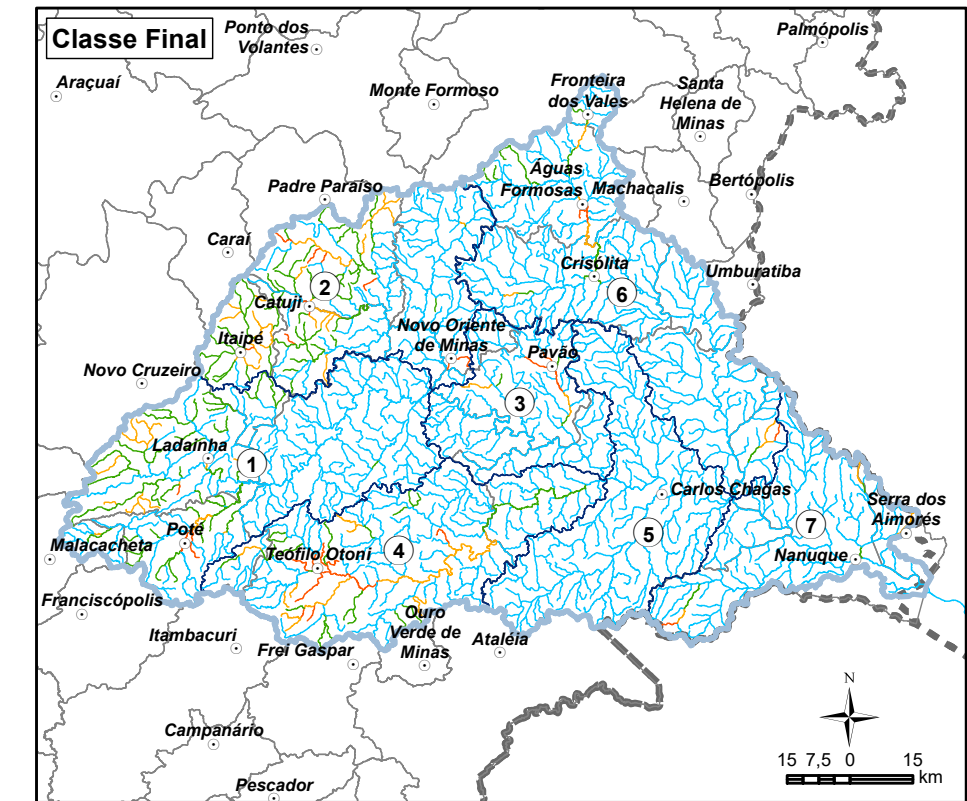 Classe Final
Ponto dos
Volantes
Palmópolis
Araçuaí
Monte Formoso
Fronteira
dos Vales
Santa
Helena de
Minas
Águas
Formosas
Machacalis
Bertópolis
Padre Paraíso
Caraí
Crisólita
Umburatiba
2
6
Catuji
Novo Oriente
de Minas
Itaipé
Pavão
Novo Cruzeiro
3
Ladainha
1
Carlos Chagas
Serra dos
Aimorés
Poté
4
5
7
Malacacheta
Teófilo Otoni
Nanuque
Franciscópolis
Ouro
Verde de
Minas
Itambacuri
Frei Gaspar
Ataléia
N
Campanário
15 7,5 0 15
km
Pescador